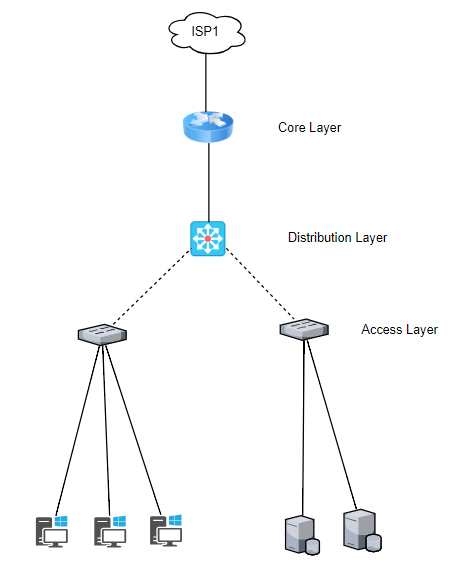 ISP1
Core Layer
Distribution Layer
Access Layer